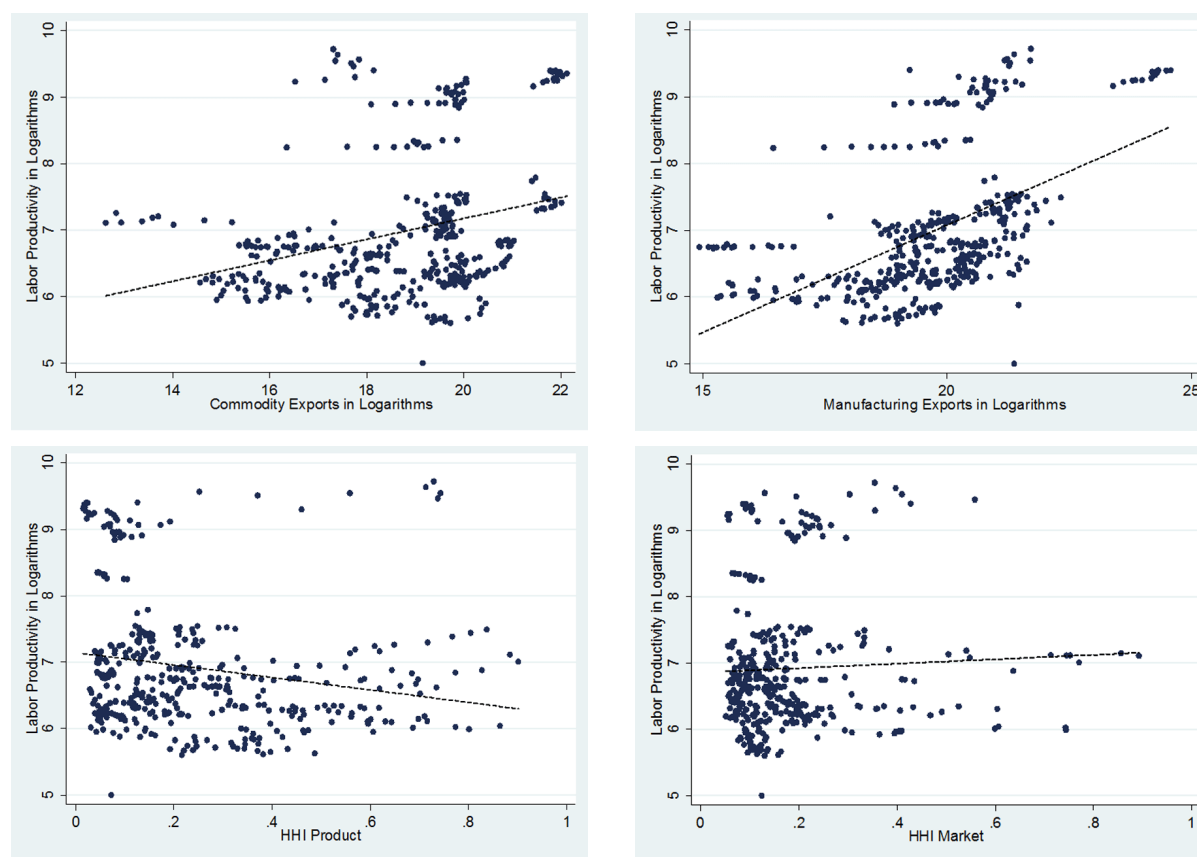 Labor Productivity in Logarithms
10
9
8
7
6
5
12 14 16 18 20 22
Commodity Exports in Logarithms
Labor Productivity in Logarithms
10
9
8
7
6
5
15 20 25
Manufacturing Exports in Logarithms
Labor Productivity in Logarithms
10
9
8
7
6
5
0 .2 .4 .6 .8 1
HHI Product
Labor Productivity in Logarithms
10
9
8
7
6
5
0 .2 .4 .6 .8 1
HHI Market